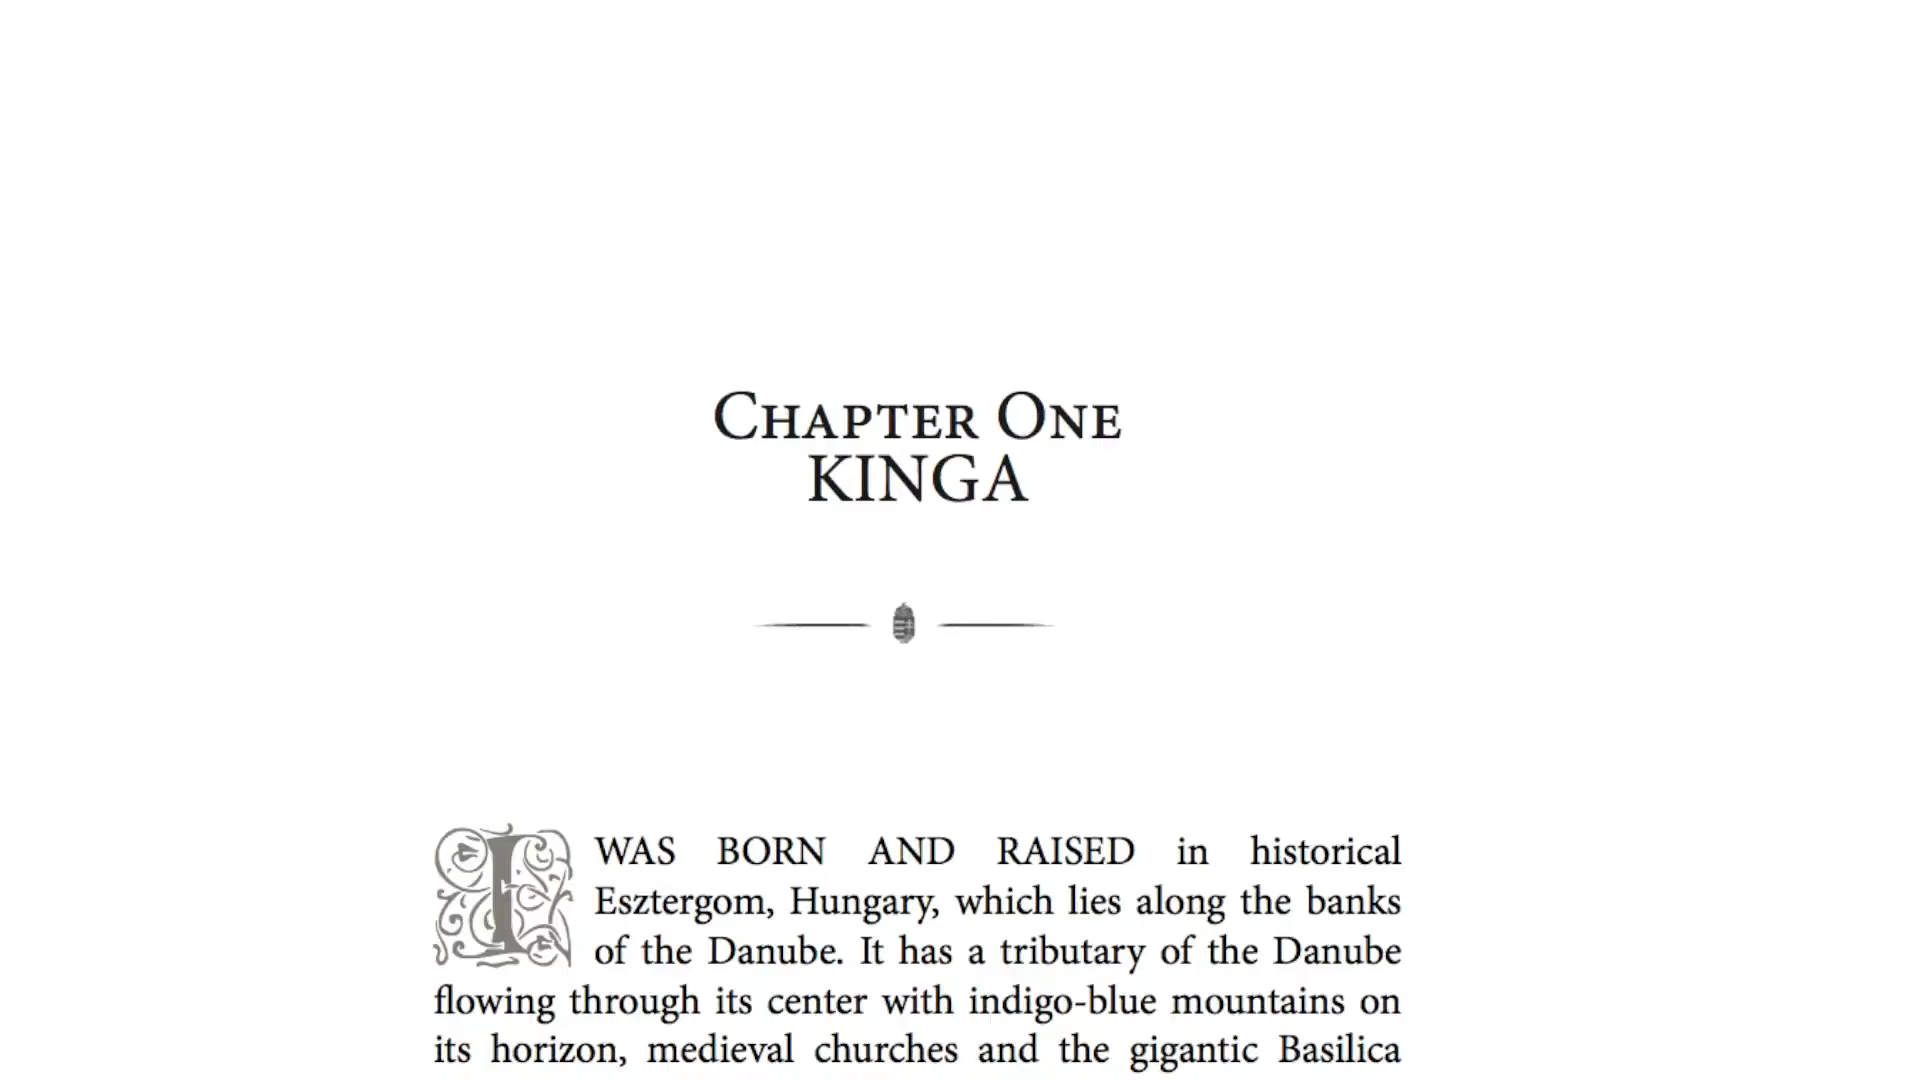 Chapter One
KINGA
I WAS BORN AND RAISED in historical
Esztergom, Hungary, which lies along the banks
of the Danube. It has a tributary of the Danube
flowing through its center with indigo-blue mountains on
its horizon, medieval churches and the gigantic Basilica